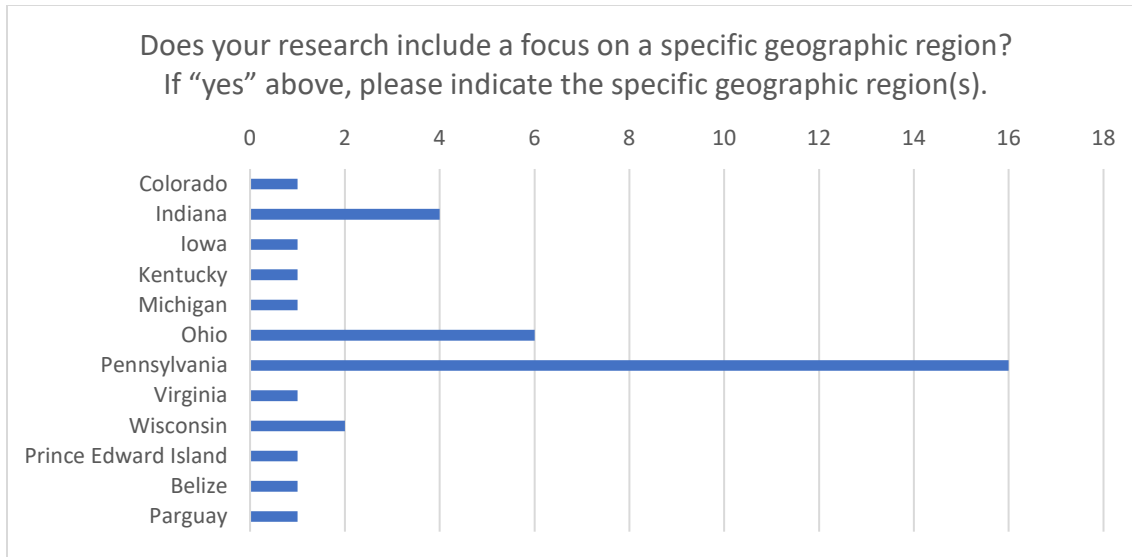 Does your research include a focus on a specific geographic region?
If “yes” above, please indicate the specific geographic region(s).
0 2 4 6 8 10 12 14 16 18
Colorado
Indiana
Iowa
Kentucky
Michigan
Ohio
Pennsylvania
Virginia
Wisconsin
Prince Edward Island
Belize
Parguay